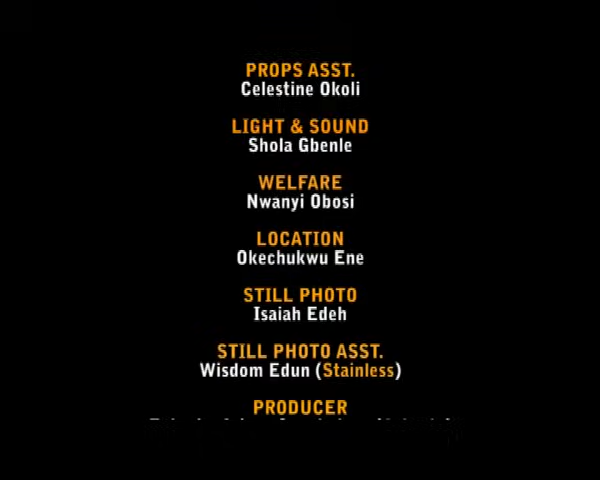 PROPS ASST.
Celestine Okoli
LIGHT & SOUND
Shola Gbenle
WELFARE
Nwanyi Obosi
LOCATION
Okechukwu Ene
STILL PHOTO
Isaiah Edeh
STILL PHOTO ASST.
Wisdom Edun (Stainless)
PRODUCER